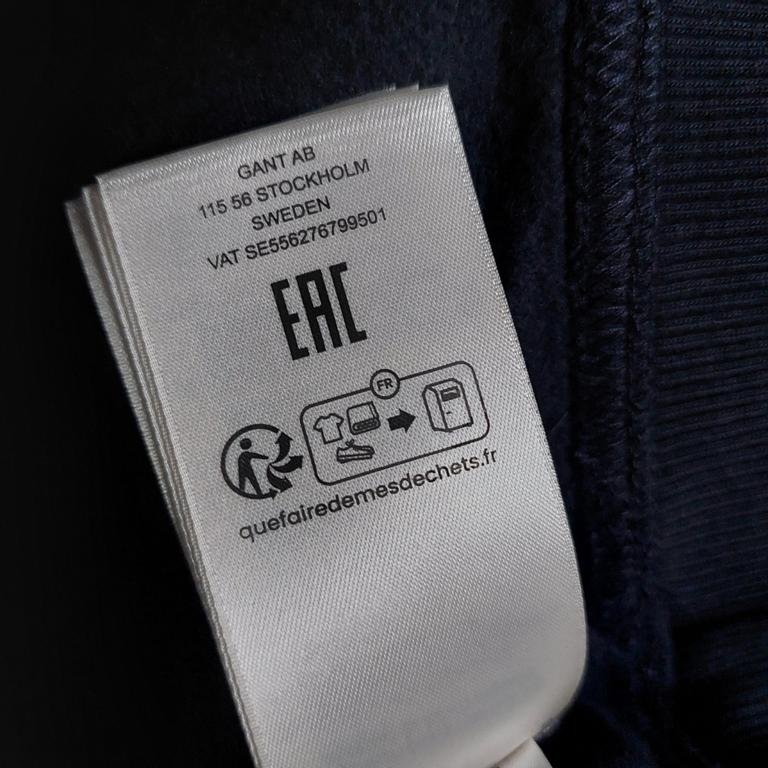 GANT AB
115 56 STOCKHOLM
SWEDEN
VAT SE556276799501
EAC
FR
quefairedemesdechets.fr